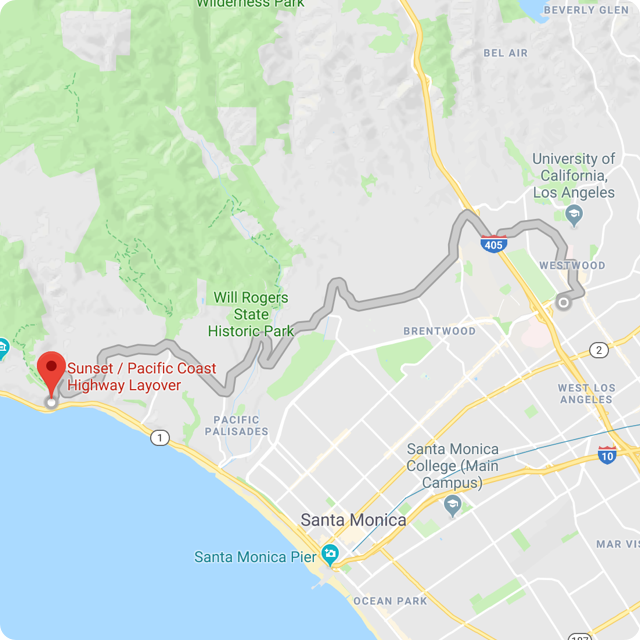 Wilderness Park
BEVERLY GLEN
BEL AIR
University of
California,
Los Angeles
405
WESTWOOD
Will Rogers
State
Historic Park
BRENTWOOD
2
Sunset / Pacific Coast
Highway Layover
WEST LOS
ANGELES
PACIFIC
PALISADES
1
Santa Monica
College (Main
Campus)
10
Santa Monica
MAR VIS
Santa Monica Pier
OCEAN PARK
187